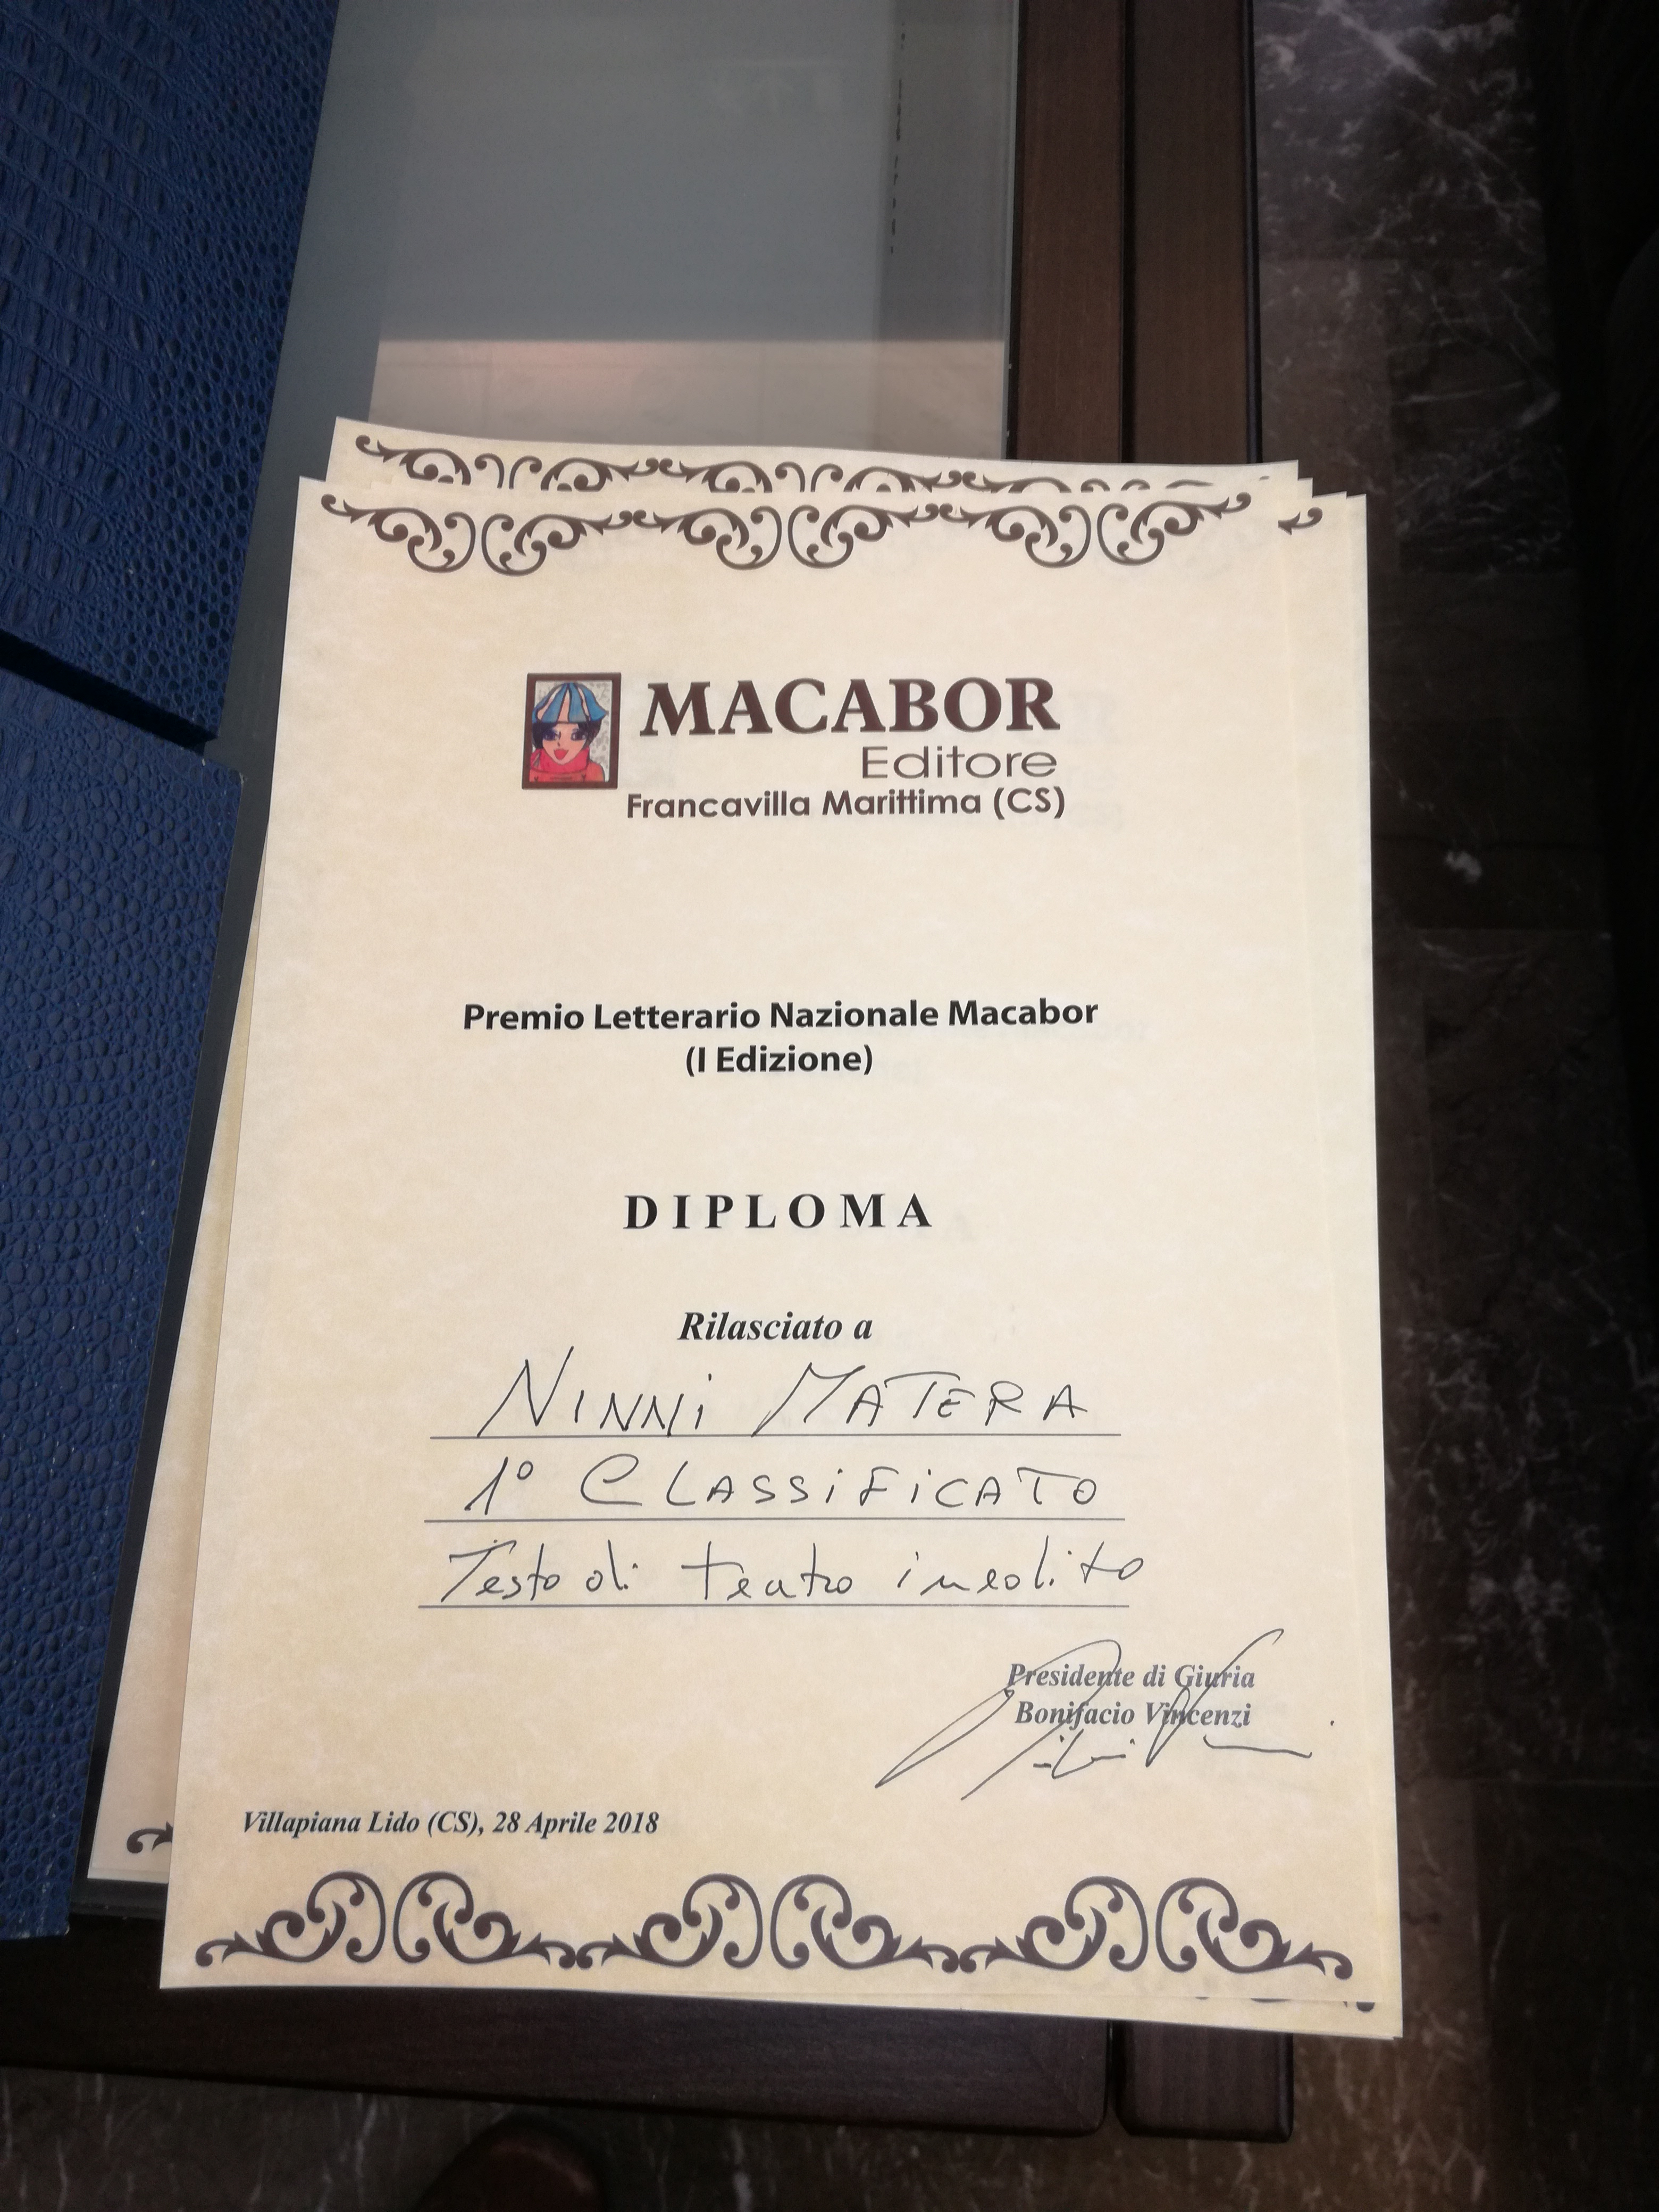 MACABOR
Editore
Francavilla Marittima (CS)
Premio Letterario Nazionale Macabor
(I Edizione)
DIPLOMA
Rilasciato a
NINNi MATERA
1° CLASSiFiCATO
Testo di teatro inedito
Presidente di Giuria
Bonifacio Vincenzi
Villapiana Lido (CS), 28 Aprile 2018